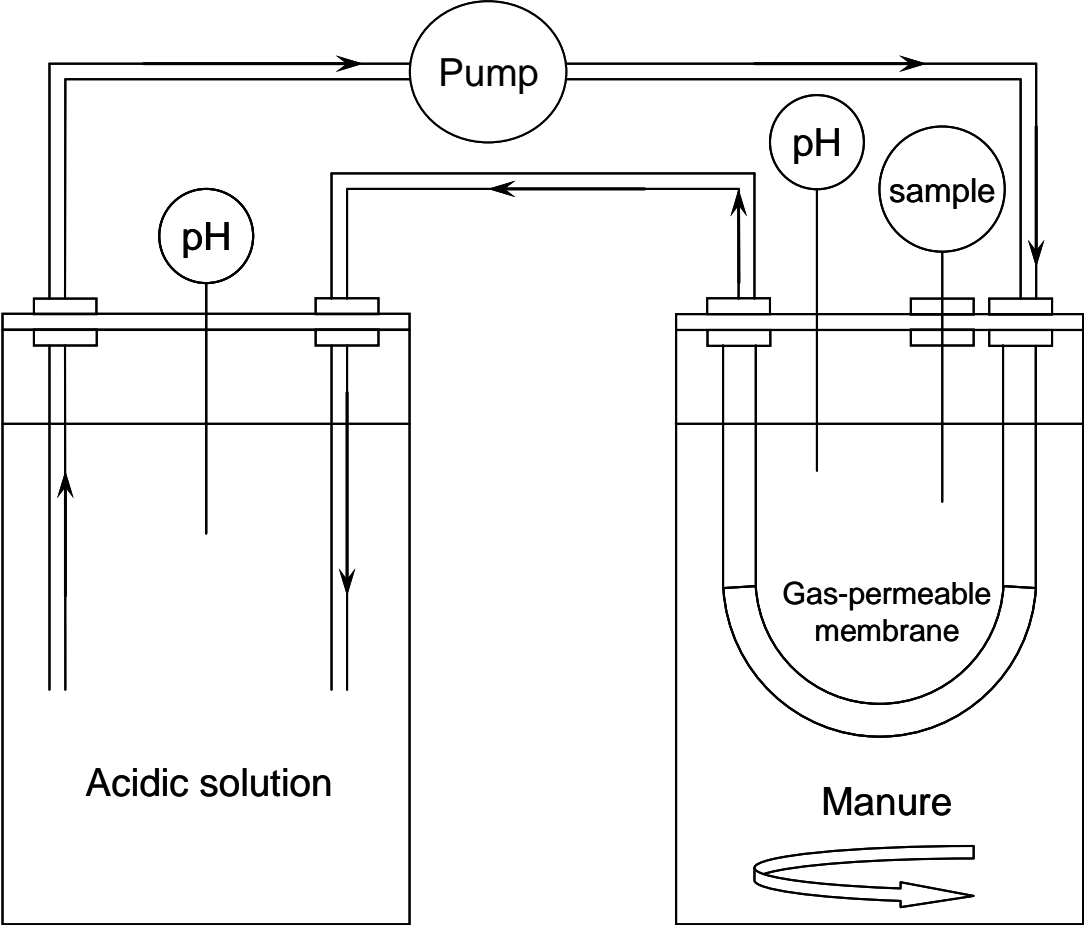 Pump
pH
sample
pH
Gas-permeable
membrane
Acidic solution
Manure